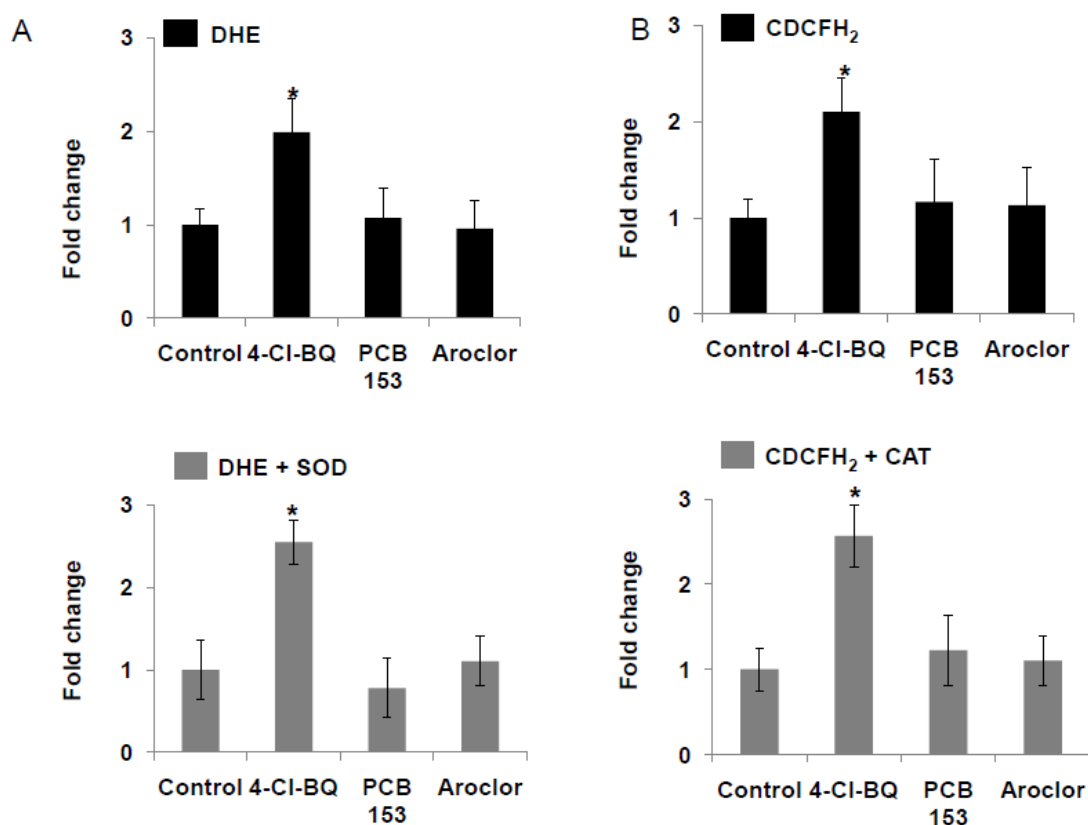 A
DHE
3
2
1
0
Fold change
*
Control 4-Cl-BQ PCB Aroclor
153
B
CDCFH₂
3
2
1
0
Fold change
*
Control 4-Cl-BQ PCB Aroclor
153
DHE + SOD
3
2
1
0
Fold change
*
Control 4-Cl-BQ PCB Aroclor
153
CDCFH₂ + CAT
3
2
1
0
Fold change
*
Control 4-Cl-BQ PCB Aroclor
153